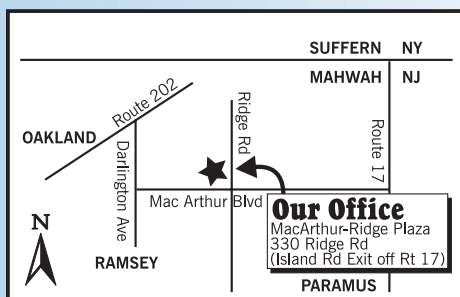 SUFFERN NY
MAHWAH NJ
Route 202
OAKLAND
Darlington Ave
Ridge Rd
Route 17
Mac Arthur Blvd
N
RAMSEY
Our Office
MacArthur-Ridge Plaza
330 Ridge Rd
(Island Rd Exit off Rt 17)
PARAMUS